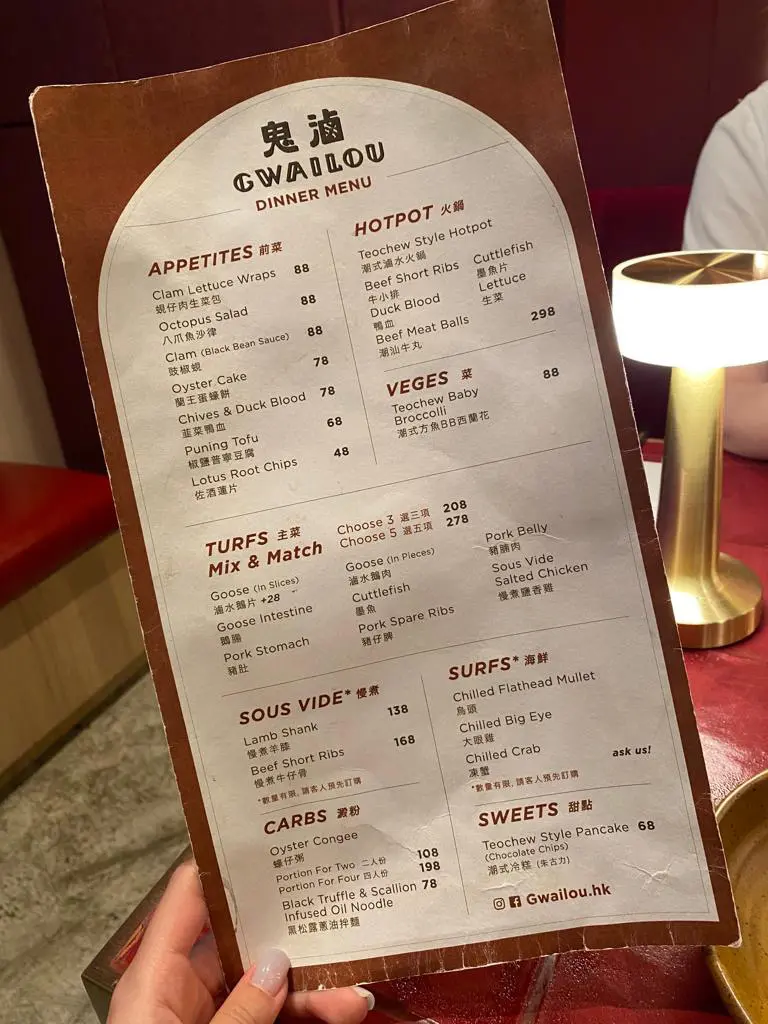 鬼滷
GWAILOU
DINNER MENU
APPETITES 前菜
Clam Lettuce Wraps 88
蜆仔肉生菜包
Octopus Salad 88
八爪魚沙律
Clam (Black Bean Sauce) 88
豉椒蜆
Oyster Cake 78
蘭王蛋蠔餅
Chives & Duck Blood 78
韮菜鴨血
Puning Tofu 68
椒鹽普寧豆腐
Lotus Root Chips 48
佐酒蓮片
HOTPOT 火鍋
Teochew Style Hotpot
潮式滷水火鍋
Beef Short Ribs Cuttlefish
牛小排 墨魚片
Duck Blood Lettuce
鴨血 生菜
Beef Meat Balls 298
潮汕牛丸
VEGES 菜
Teochew Baby 88
Broccolli
潮式方魚BB西蘭花
TURFS 主菜
Mix & Match
Choose 3 選三項 208
Choose 5 選五項 278
Goose (In Slices)
滷水鵝片 +28
Goose Intestine
鵝腸
Pork Stomach
豬肚
Goose (In Pieces)
滷水鵝肉
Cuttlefish
墨魚
Pork Spare Ribs
豬仔脾
Pork Belly
豬腩肉
Sous Vide
Salted Chicken
慢煮鹽香雞
SOUS VIDE* 慢煮
Lamb Shank 138
慢煮羊膝
Beef Short Ribs 168
慢煮牛仔骨
*數量有限, 請客人預先訂購
SURFS* 海鮮
Chilled Flathead Mullet
烏頭
Chilled Big Eye
大眼雞
Chilled Crab ask us!
凍蟹
*數量有限, 請客人預先訂購
CARBS 澱粉
Oyster Congee
蠔仔粥
Portion For Two 二人份 108
Portion For Four 四人份 198
Black Truffle & Scallion 78
Infused Oil Noodle
黑松露蔥油拌麵
SWEETS 甜點
Teochew Style Pancake 68
(Chocolate Chips)
潮式冷糕 (朱古力)
Gwailou.hk